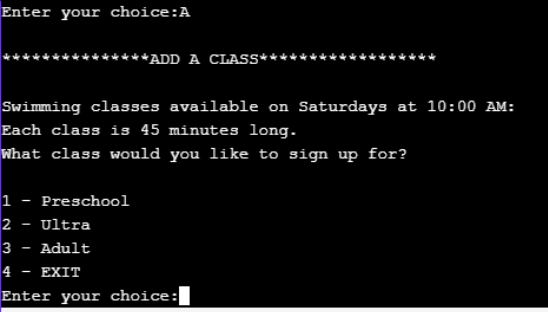 Enter your choice:A
***************ADD A CLASS******************
Swimming classes available on Saturdays at 10:00 AM:
Each class is 45 minutes long.
What class would you like to sign up for?
1 - Preschool
2 - Ultra
3 - Adult
4 - EXIT
Enter your choice: